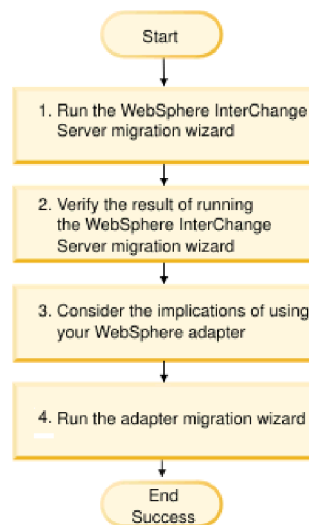 Start
1. Run the WebSphere InterChange
Server migration wizard
2. Verify the result of running
the WebSphere InterChange
Server migration wizard
3. Consider the implications of using
your WebSphere adapter
4. Run the adapter migration wizard
End
Success